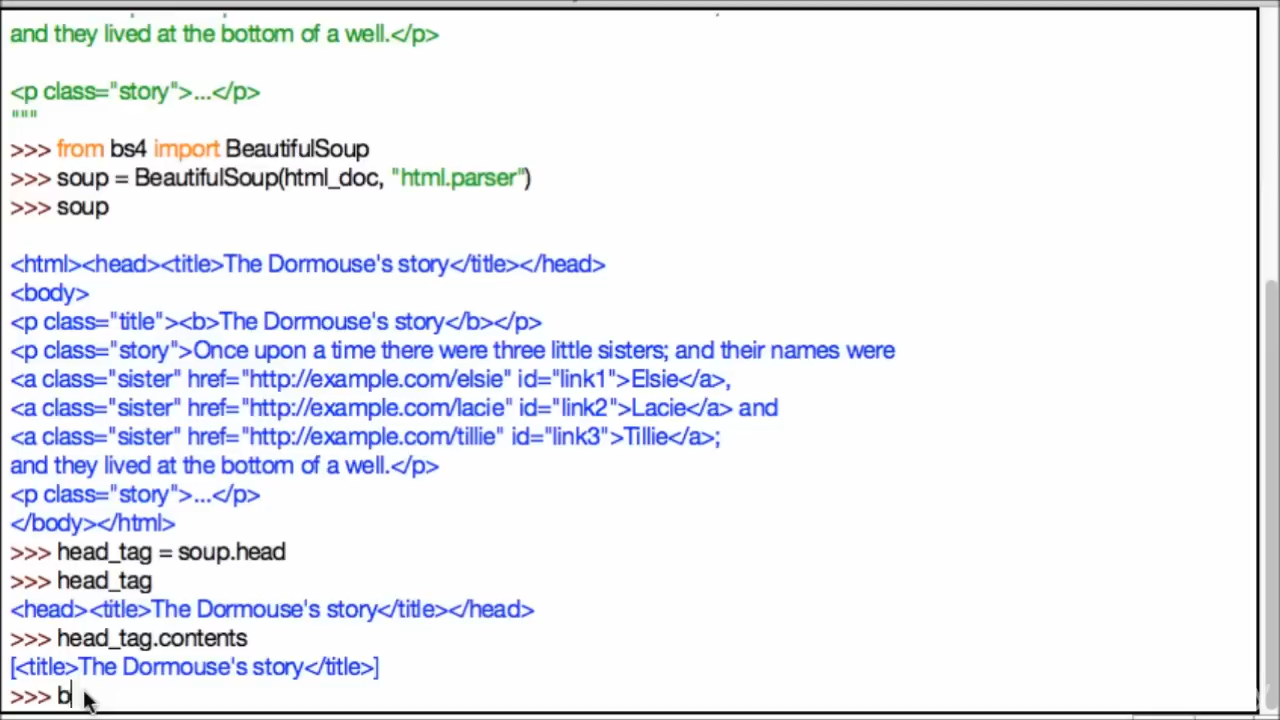 and they lived at the bottom of a well.</p>
<p class="story">...</p>
"""
>>> from bs4 import BeautifulSoup
>>> soup = BeautifulSoup(html_doc, "html.parser")
>>> soup
<html><head><title>The Dormouse's story</title></head>
<body>
<p class="title"><b>The Dormouse's story</b></p>
<p class="story">Once upon a time there were three little sisters; and their names were
<a class="sister" href="http://example.com/elsie" id="link1">Elsie</a>,
<a class="sister" href="http://example.com/lacie" id="link2">Lacie</a> and
<a class="sister" href="http://example.com/tillie" id="link3">Tillie</a>;
and they lived at the bottom of a well.</p>
<p class="story">...</p>
</body></html>
>>> head_tag = soup.head
>>> head_tag
<head><title>The Dormouse's story</title></head>
>>> head_tag.contents
[<title>The Dormouse's story</title>]
>>> b